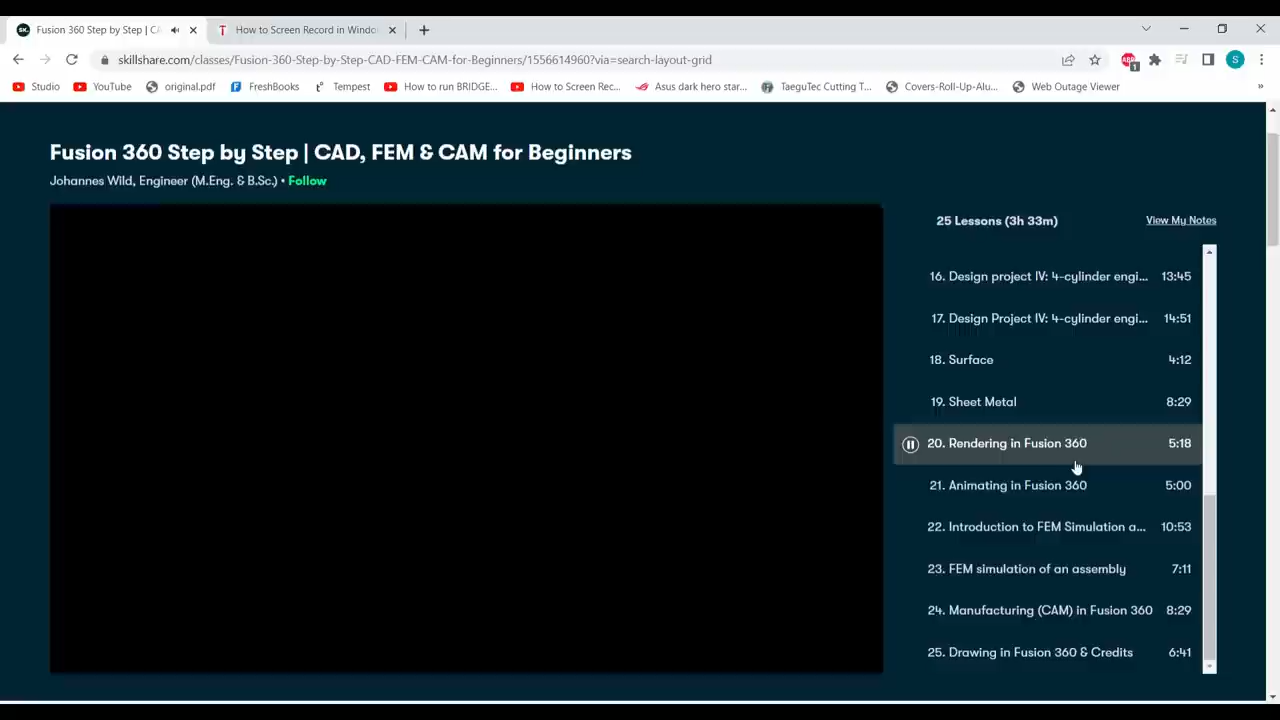 Fusion 360 Step by Step | CA
How to Screen Record in Windo
skillshare.com/classes/Fusion-360-Step-by-Step-CAD-FEM-CAM-for-Beginners/1556614960?via=search-layout-grid
ABP
1
S
Studio
YouTube
original.pdf
FreshBooks
Tempest
How to run BRIDGE...
How to Screen Rec...
Asus dark hero star...
TaeguTec Cutting T...
Covers-Roll-Up-Alu...
Web Outage Viewer
»
Fusion 360 Step by Step | CAD, FEM & CAM for Beginners
Johannes Wild, Engineer (M.Eng. & B.Sc.) • Follow
25 Lessons (3h 33m)
View My Notes
16. Design project IV: 4-cylinder engi... 13:45
17. Design Project IV: 4-cylinder engi... 14:51
18. Surface 4:12
19. Sheet Metal 8:29
20. Rendering in Fusion 360 5:18
21. Animating in Fusion 360 5:00
22. Introduction to FEM Simulation a... 10:53
23. FEM simulation of an assembly 7:11
24. Manufacturing (CAM) in Fusion 360 8:29
25. Drawing in Fusion 360 & Credits 6:41